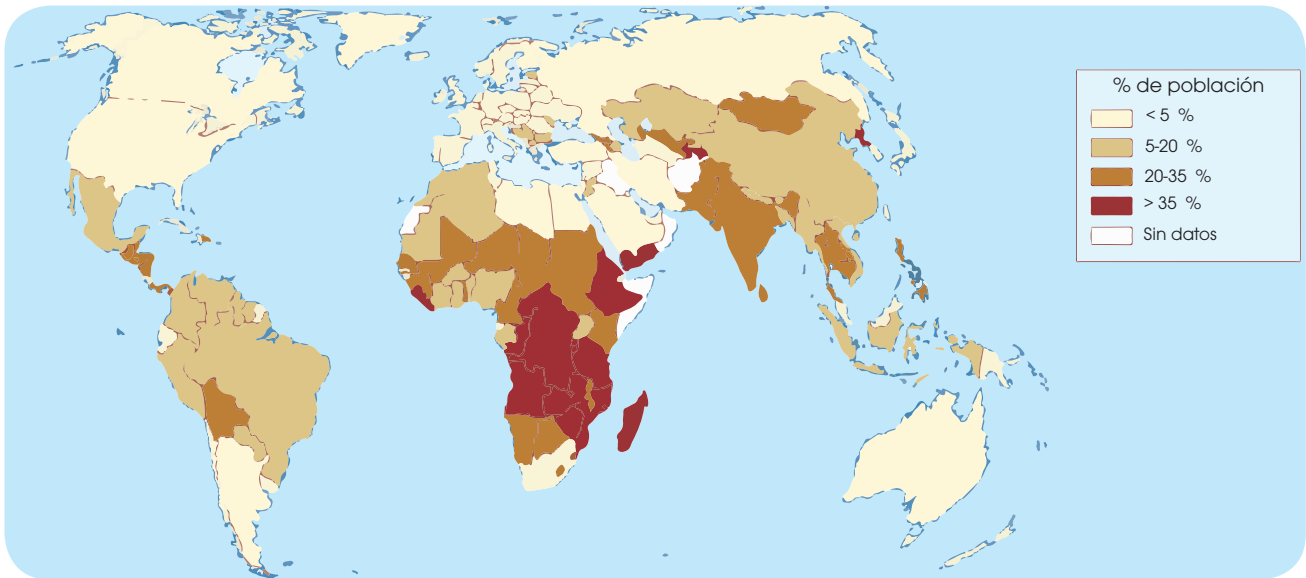 % de población
< 5 %
5-20 %
20-35 %
> 35 %
Sin datos